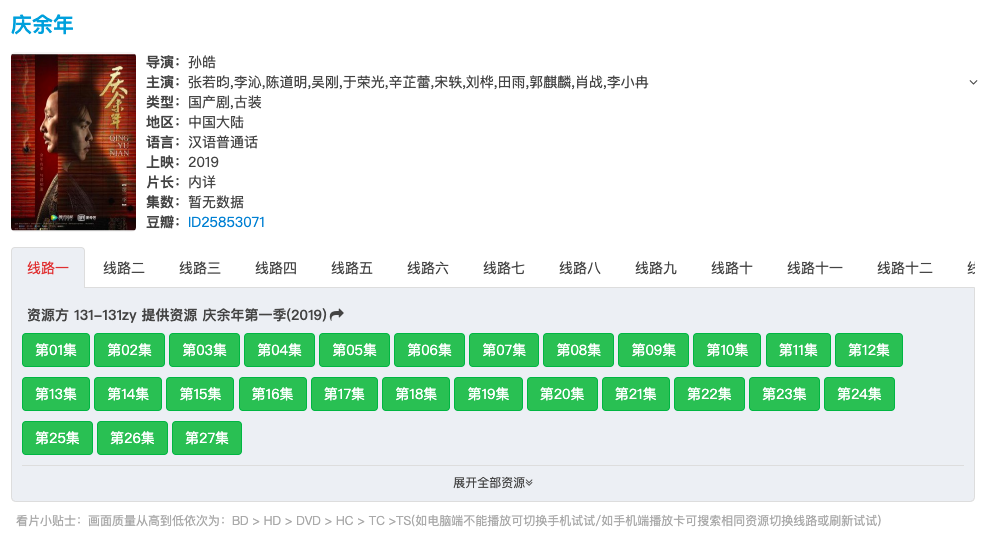 庆余年
庆余年
QING
YU
NIAN
导演：孙皓
主演：张若昀,李沁,陈道明,吴刚,于荣光,辛芷蕾,宋轶,刘桦,田雨,郭麒麟,肖战,李小冉
类型：国产剧,古装
地区：中国大陆
语言：汉语普通话
上映：2019
片长：内详
集数：暂无数据
豆瓣：ID25853071
线路一 线路二 线路三 线路四 线路五 线路六 线路七 线路八 线路九 线路十 线路十一 线路十二
资源方 131-131zy 提供资源 庆余年第一季(2019)
第01集 第02集 第03集 第04集 第05集 第06集 第07集 第08集 第09集 第10集 第11集 第12集
第13集 第14集 第15集 第16集 第17集 第18集 第19集 第20集 第21集 第22集 第23集 第24集
第25集 第26集 第27集
展开全部资源
看片小贴士：画面质量从高到低依次为：BD > HD > DVD > HC > TC >TS(如电脑端不能播放可切换手机试试/如手机端播放卡可搜索相同资源切换线路或刷新试试)